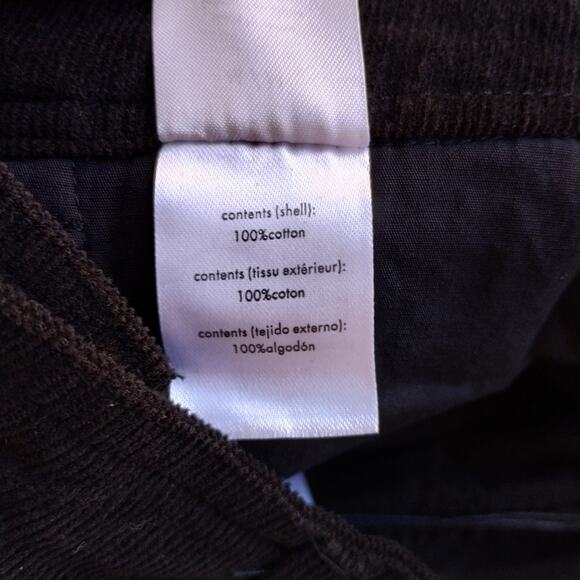 contents (shell):
100%cotton
contents (tissu extérieur):
100%coton
contents (tejido externo):
100%algodón